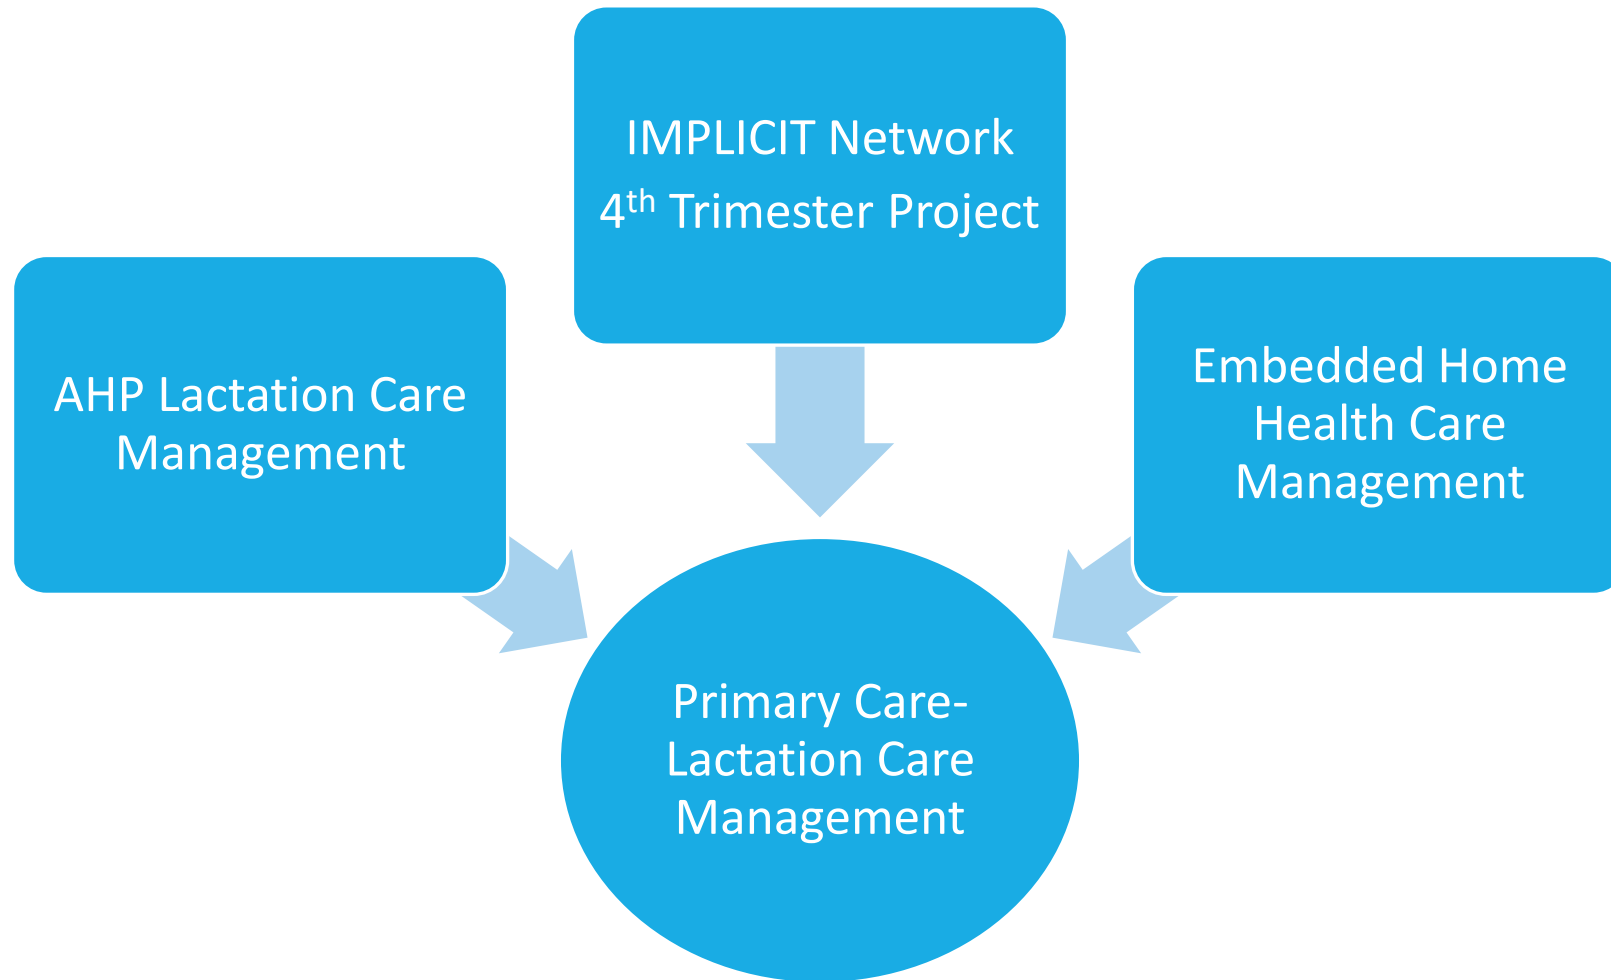 IMPLICIT Network
4th Trimester Project
AHP Lactation Care
Management
Embedded Home
Health Care
Management
Primary Care-
Lactation Care
Management